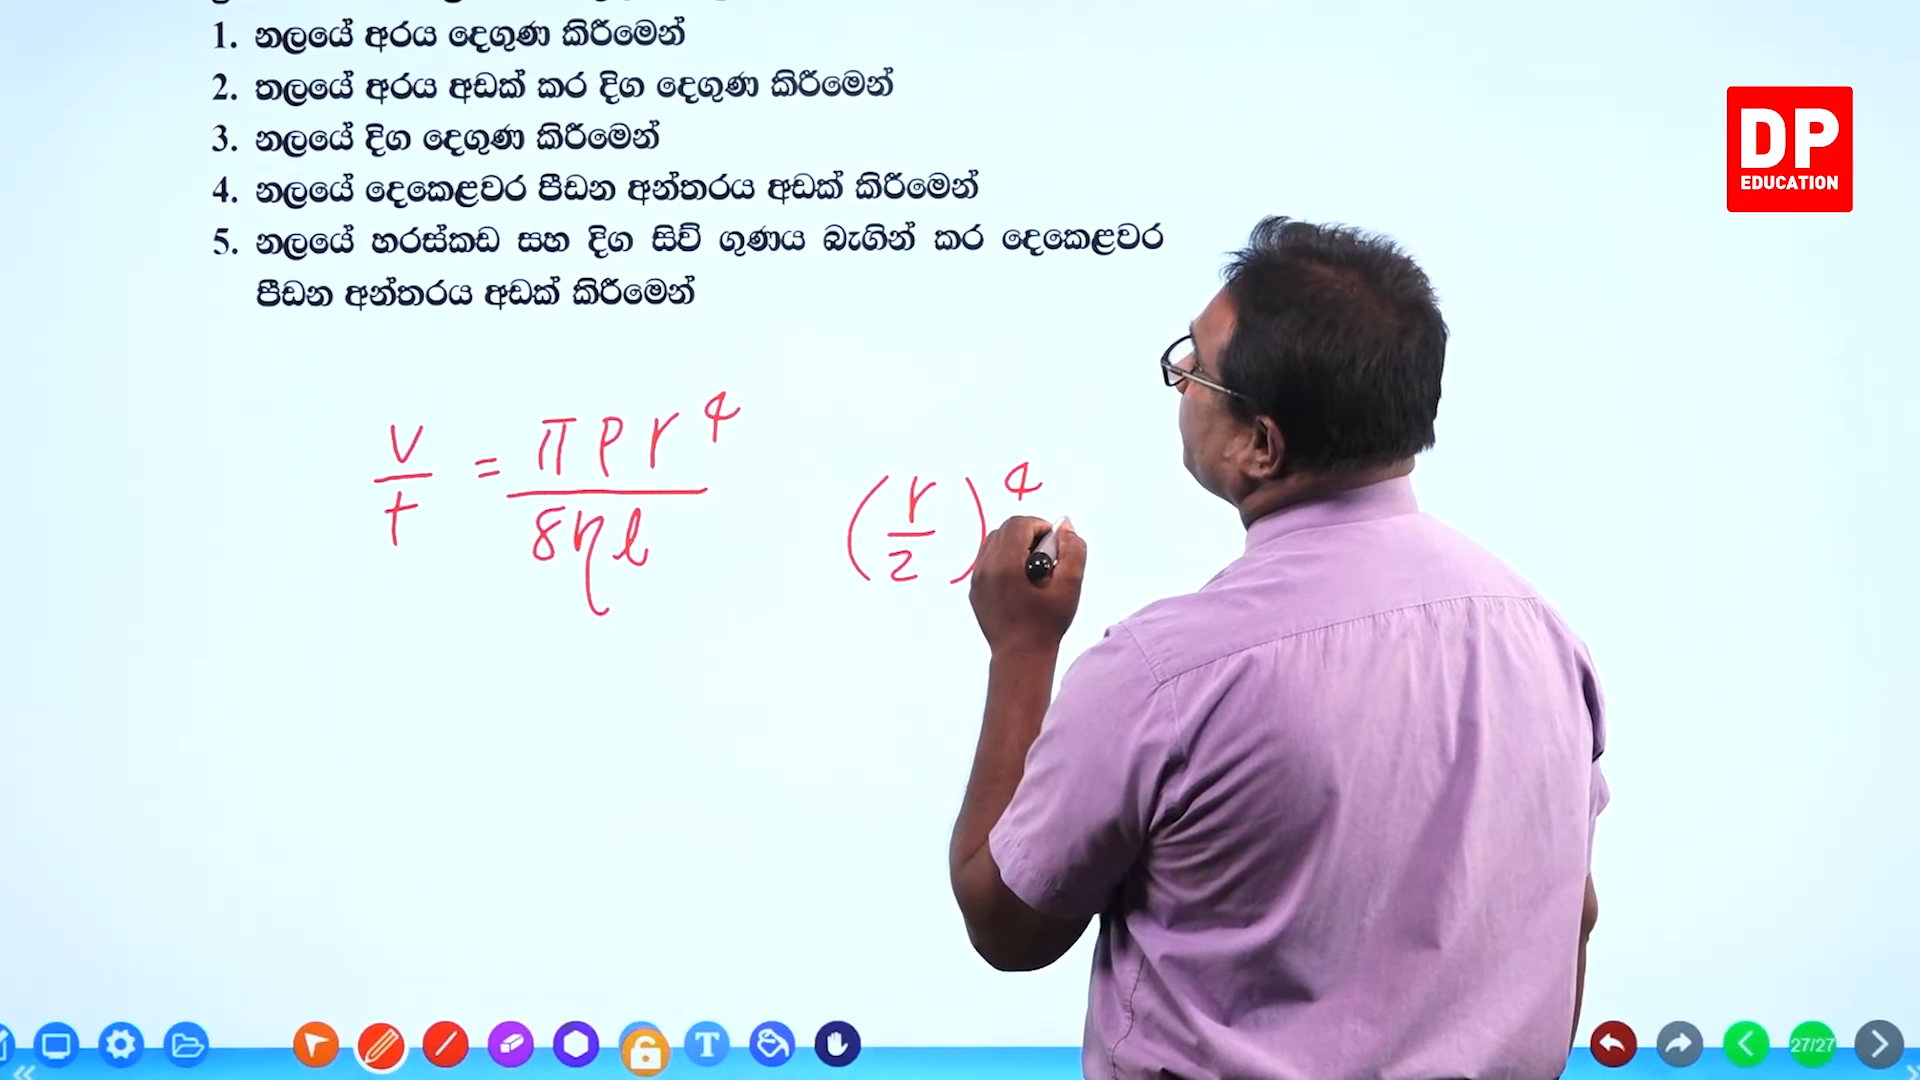 1. නලයේ අරය දෙගුණ කිරීමෙන්
2. තලයේ අරය අඩක් කර දිග දෙගුණ කිරීමෙන්
3. නලයේ දිග දෙගුණ කිරීමෙන්
4. නලයේ දෙකෙළවර පීඩන අන්තරය අඩක් කිරීමෙන්
5. නලයේ හරස්කඩ සහ දිග සිව් ගුණය බැගින් කර දෙකෙළවර
පීඩන අන්තරය අඩක් කිරීමෙන්
DP
EDUCATION
V/t = πPr⁴/8ηl
(r/2)⁴
T
27/27